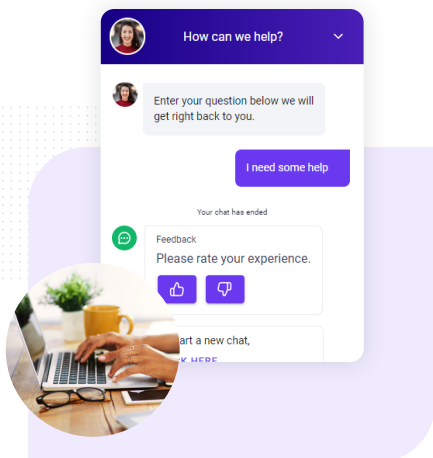 How can we help?
Enter your question below we will
get right back to you.
I need some help
Your chat has ended
Feedback
Please rate your experience.
art a new chat,
HERE